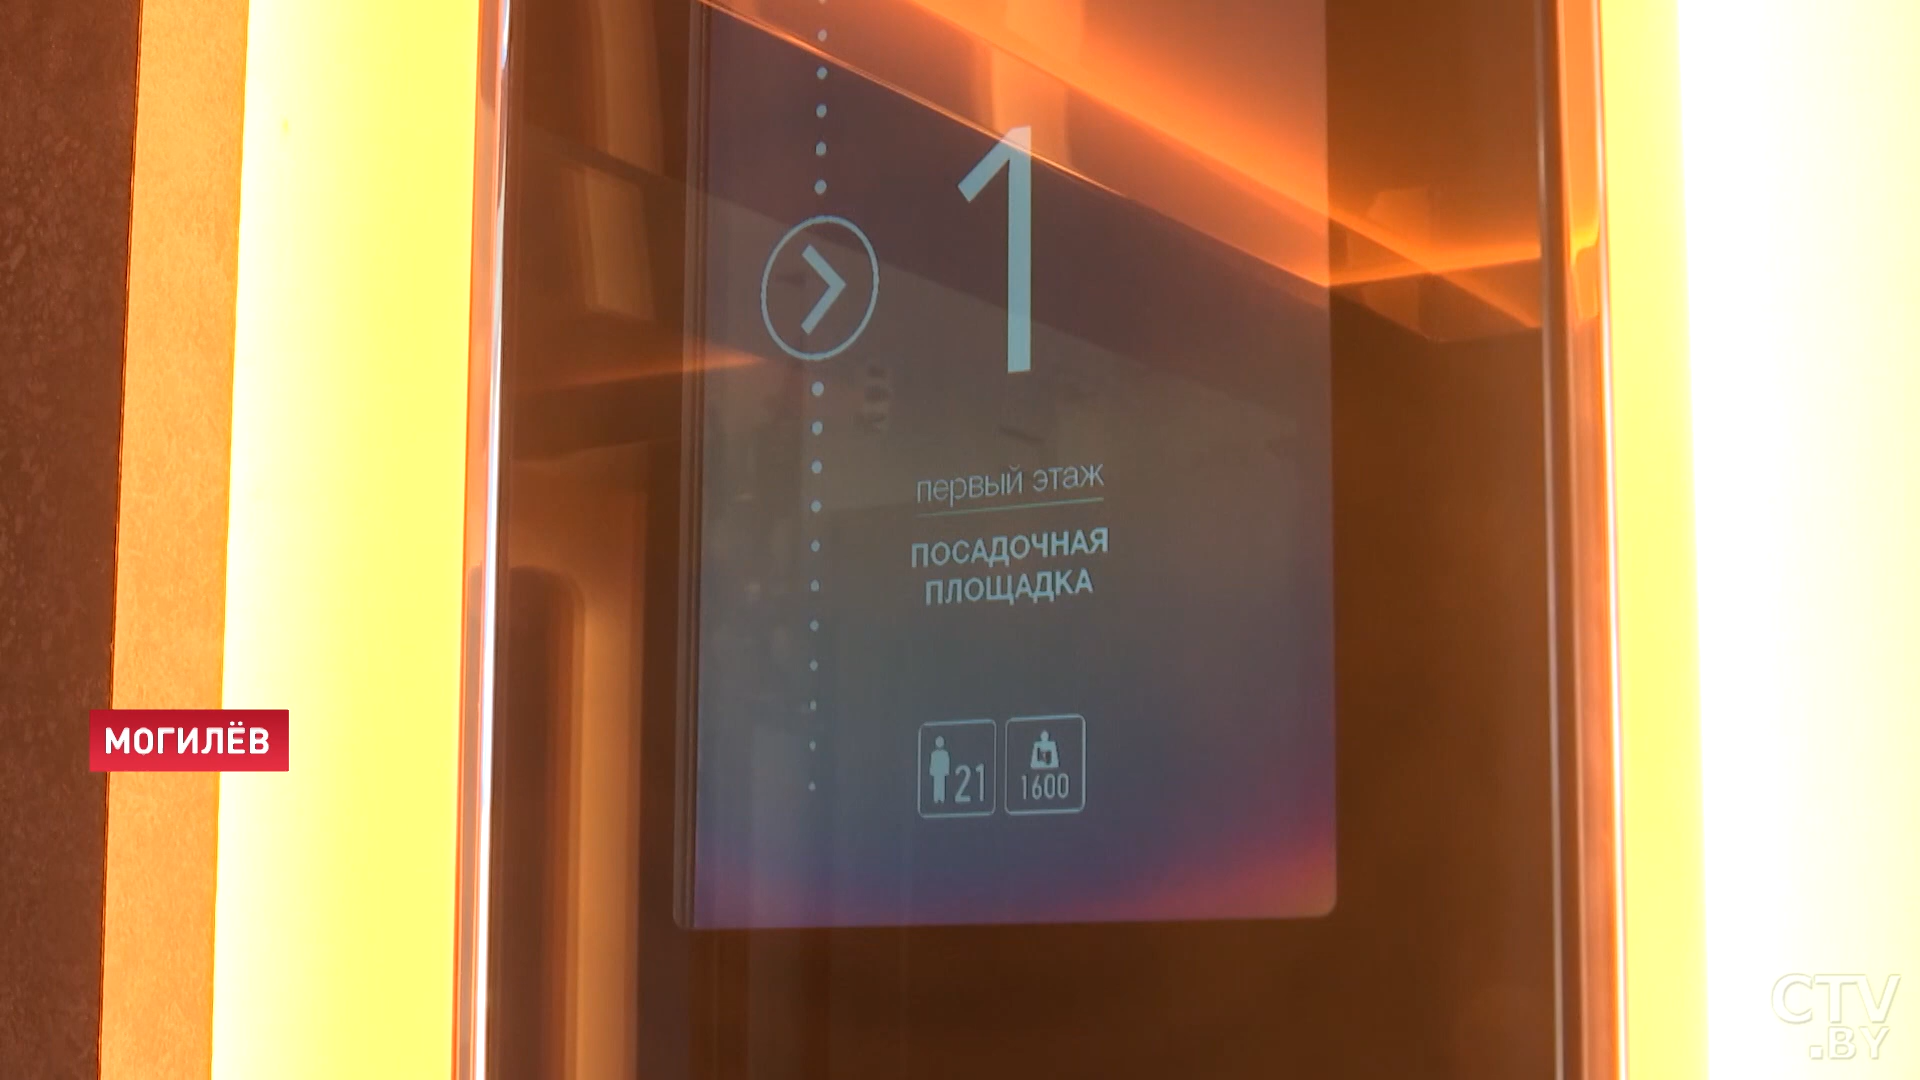 1
первый этаж
ПОСАДОЧНАЯ
ПЛОЩАДКА
21
1600
МОГИЛЁВ
CTV
.BY